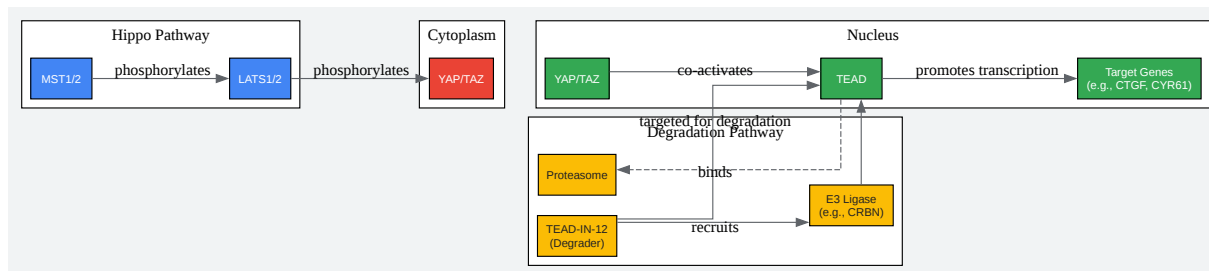 Hippo Pathway
Cytoplasm
Nucleus
MST1/2
phosphorylates
LATS1/2
phosphorylates
YAP/TAZ
YAP/TAZ
co-activates
TEAD
promotes transcription
Target Genes
(e.g., CTGF, CYR61)
targeted for degradation
Degradation Pathway
Proteasome
binds
E3 Ligase
(e.g., CRBN)
TEAD-IN-12
(Degrader)
recruits